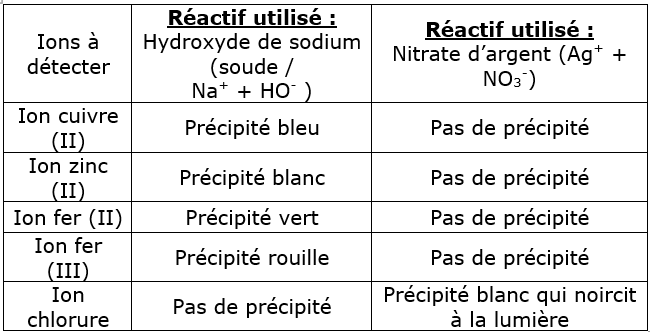 Ions à
détecter
Réactif utilisé :
Hydroxyde de sodium
(soude /
Na⁺ + HO⁻ )
Réactif utilisé :
Nitrate d’argent (Ag⁺ +
NO₃⁻)
Ion cuivre
(II)
Précipité bleu
Pas de précipité
Ion zinc
(II)
Précipité blanc
Pas de précipité
Ion fer (II)
Précipité vert
Pas de précipité
Ion fer
(III)
Précipité rouille
Pas de précipité
Ion
chlorure
Pas de précipité
Précipité blanc qui noircit
à la lumière